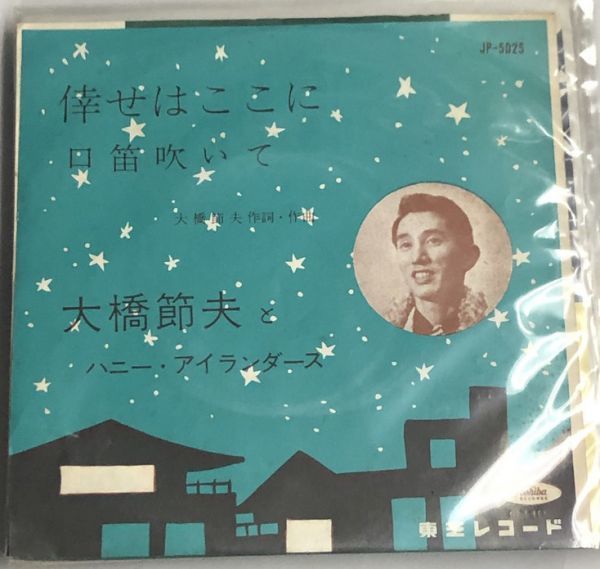 JP-5025
倖せはここに
口笛吹いて
大橋節夫作詞・作曲
大橋節夫と
ハニー・アイランダース
Toshiba
RECORDS
東芝レコード